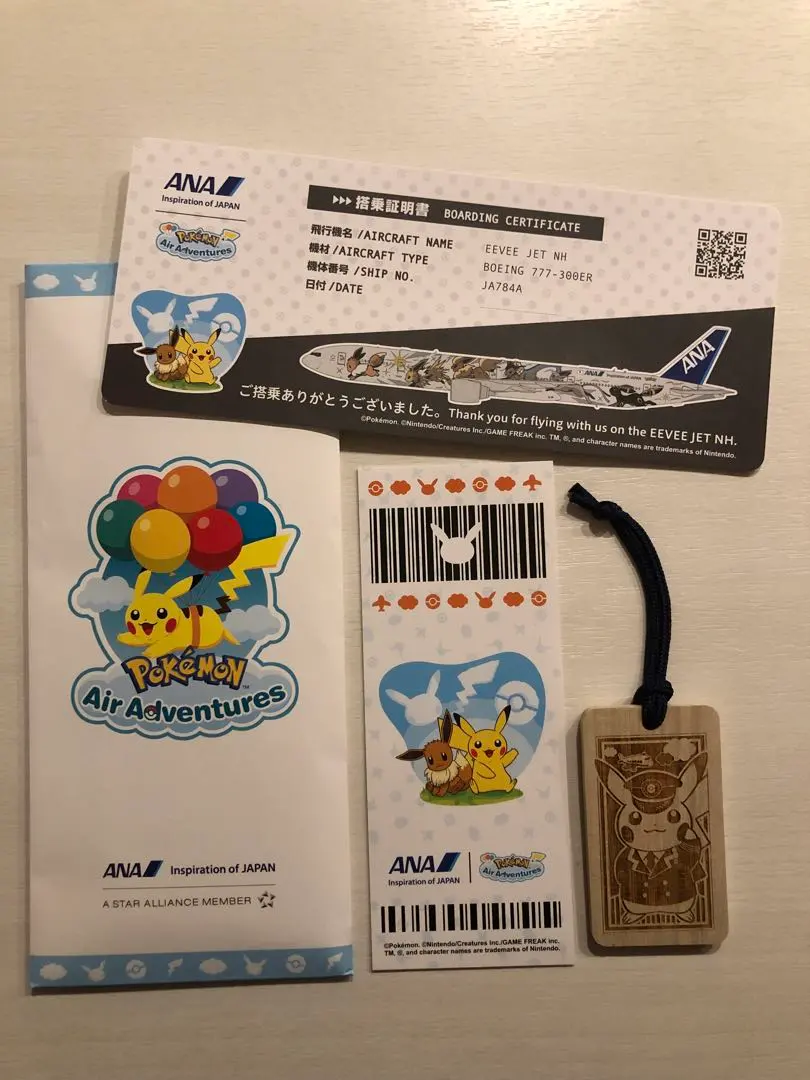 ANA
Inspiration of JAPAN
Pokémon
Air Adventures
▶▶▶搭乗証明書 BOARDING CERTIFICATE
飛行機名 /AIRCRAFT NAME EEVEE JET NH
機材 /AIRCRAFT TYPE BOEING 777-300ER
機体番号 /SHIP NO. JA784A
日付 /DATE
ANA
ANA
ご搭乗ありがとうございました。Thank you for flying with us on the EEVEE JET NH.
©Pokémon. ©Nintendo/Creatures Inc./GAME FREAK inc. TM, ®, and character names are trademarks of Nintendo.
POKéMON™
Air Adventures
ANA Inspiration of JAPAN
A STAR ALLIANCE MEMBER
ANA
Inspiration of JAPAN
Pokémon
Air Adventures
©Pokémon. ©Nintendo/Creatures Inc./GAME FREAK inc.
TM, ®, and character names are trademarks of Nintendo.